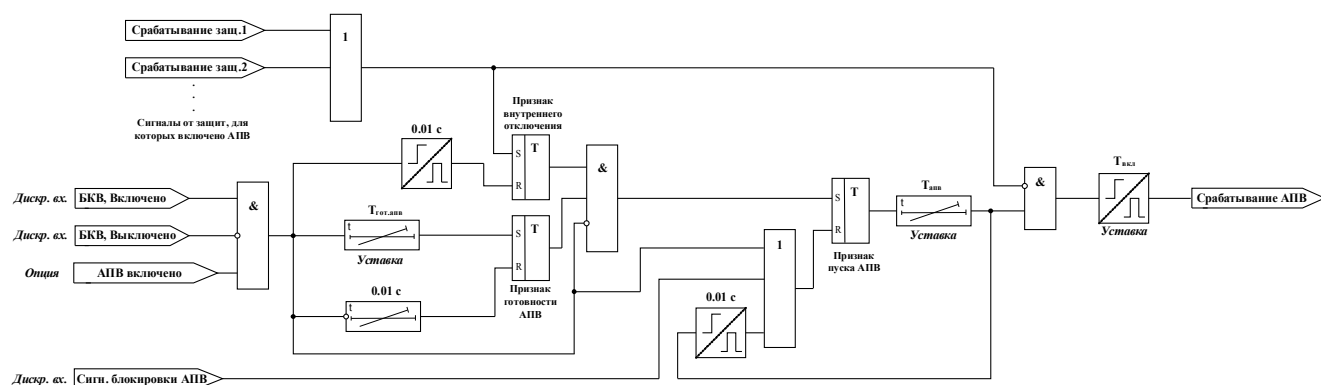 Срабатывание защ.1
1
Срабатывание защ.2
Сигналы от защит, для
которых включено АПВ
Признак
внутреннего
отключения
0.01 с
S
T
R
&
Дискр. вх.
БКВ, Включено
&
Дискр. вх.
БКВ, Выключено
Опция
АПВ включено
Tгот.апв
t
Уставка
S
T
R
Признак
готовности
АПВ
0.01 с
t
S
T
R
Признак
пуска АПВ
Tапв
t
Уставка
&
Tвкл
Уставка
Срабатывание АПВ
1
0.01 с
Дискр. вх.
Сигн. блокировки АПВ